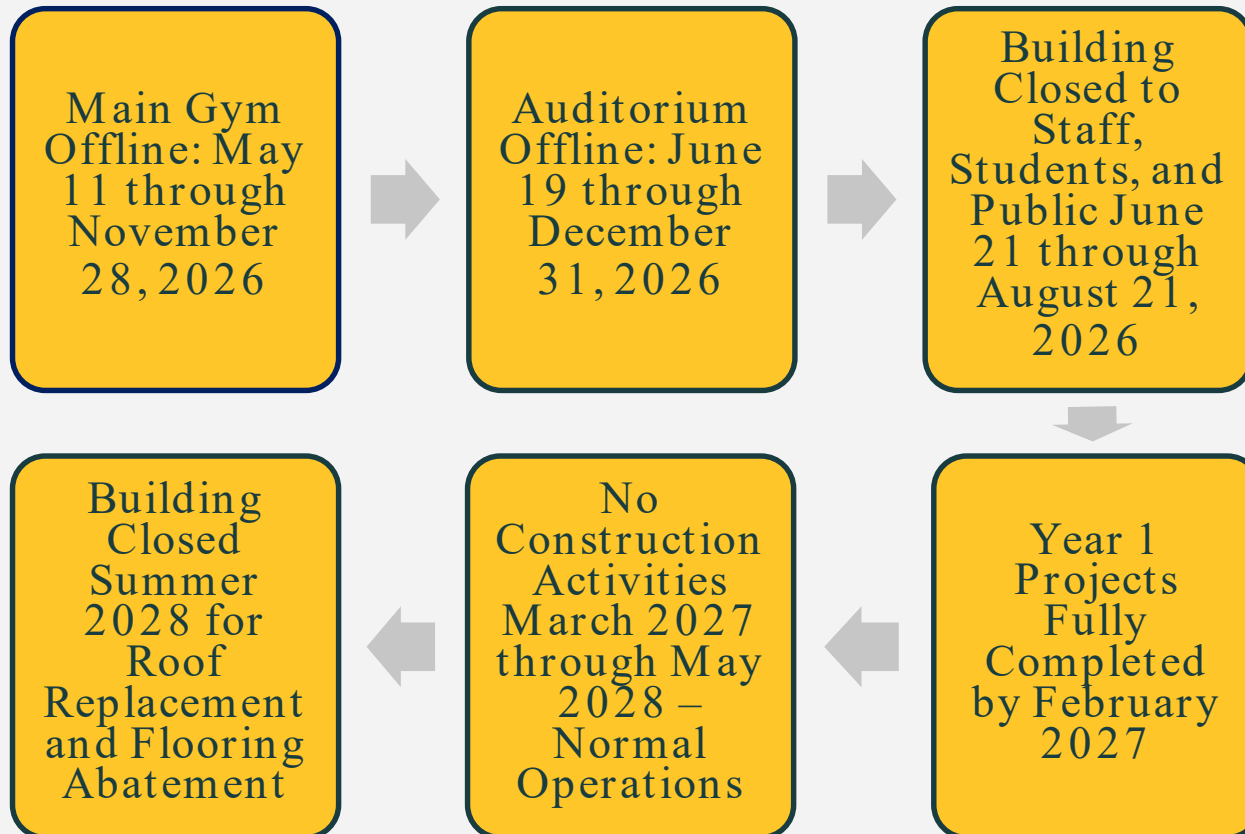 Main Gym
Offline: May
11 through
November
28, 2026
Auditorium
Offline: June
19 through
December
31, 2026
Building
Closed to
Staff,
Students, and
Public June
21 through
August 21,
2026
Year 1
Projects
Fully
Completed
by February
2027
No
Construction
Activities
March 2027
through May
2028 –
Normal
Operations
Building
Closed
Summer
2028 for
Roof
Replacement
and Flooring
Abatement